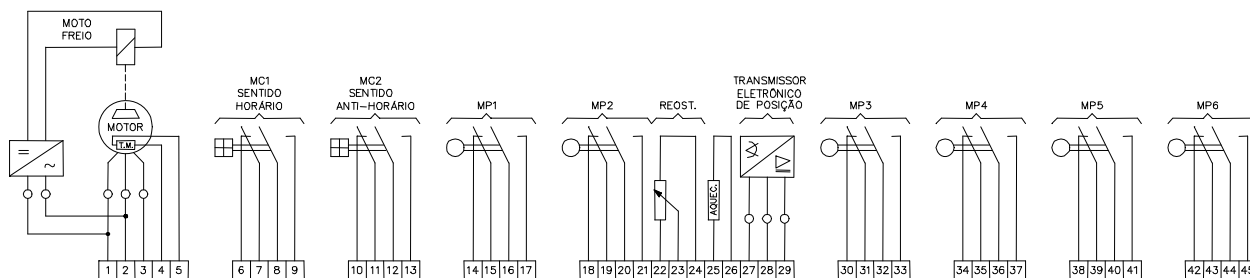 MOTO
FREIO
MOTOR
T.M.
=
~
MC1
SENTIDO
HORÁRIO
MC2
SENTIDO
ANTI-HORÁRIO
MP1
MP2
REOST.
AQUEC.
TRANSMISSOR
ELETRÔNICO
DE POSIÇÃO
MP3
MP4
MP5
MP6
1 2 3 4 5
6 7 8 9
10 11 12 13
14 15 16 17
18 19 20 21 22 23 24 25 26 27 28 29
30 31 32 33
34 35 36 37
38 39 40 41
42 43 44 45